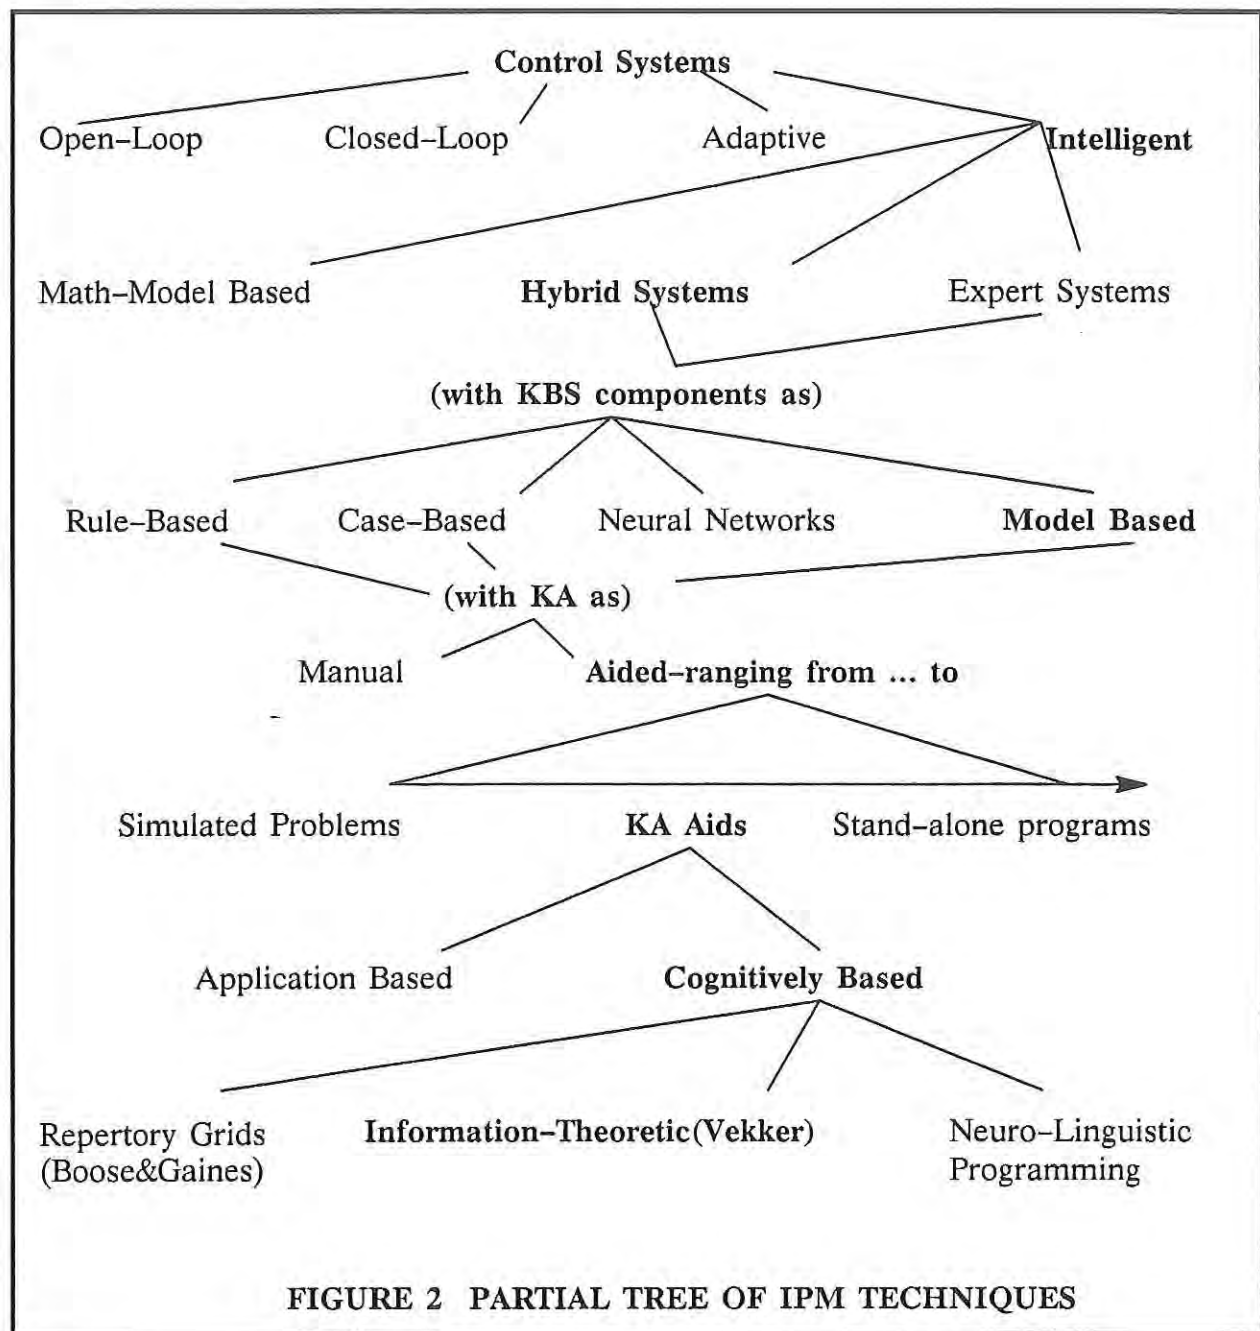 Control Systems
Open–Loop Closed–Loop Adaptive Intelligent
Math–Model Based Hybrid Systems Expert Systems
(with KBS components as)
Rule–Based Case–Based Neural Networks Model Based
(with KA as)
Manual Aided–ranging from ... to
Simulated Problems KA Aids Stand–alone programs
Application Based Cognitively Based
Repertory Grids Information–Theoretic(Vekker) Neuro–Linguistic
(Boose&Gaines) Programming
FIGURE 2 PARTIAL TREE OF IPM TECHNIQUES